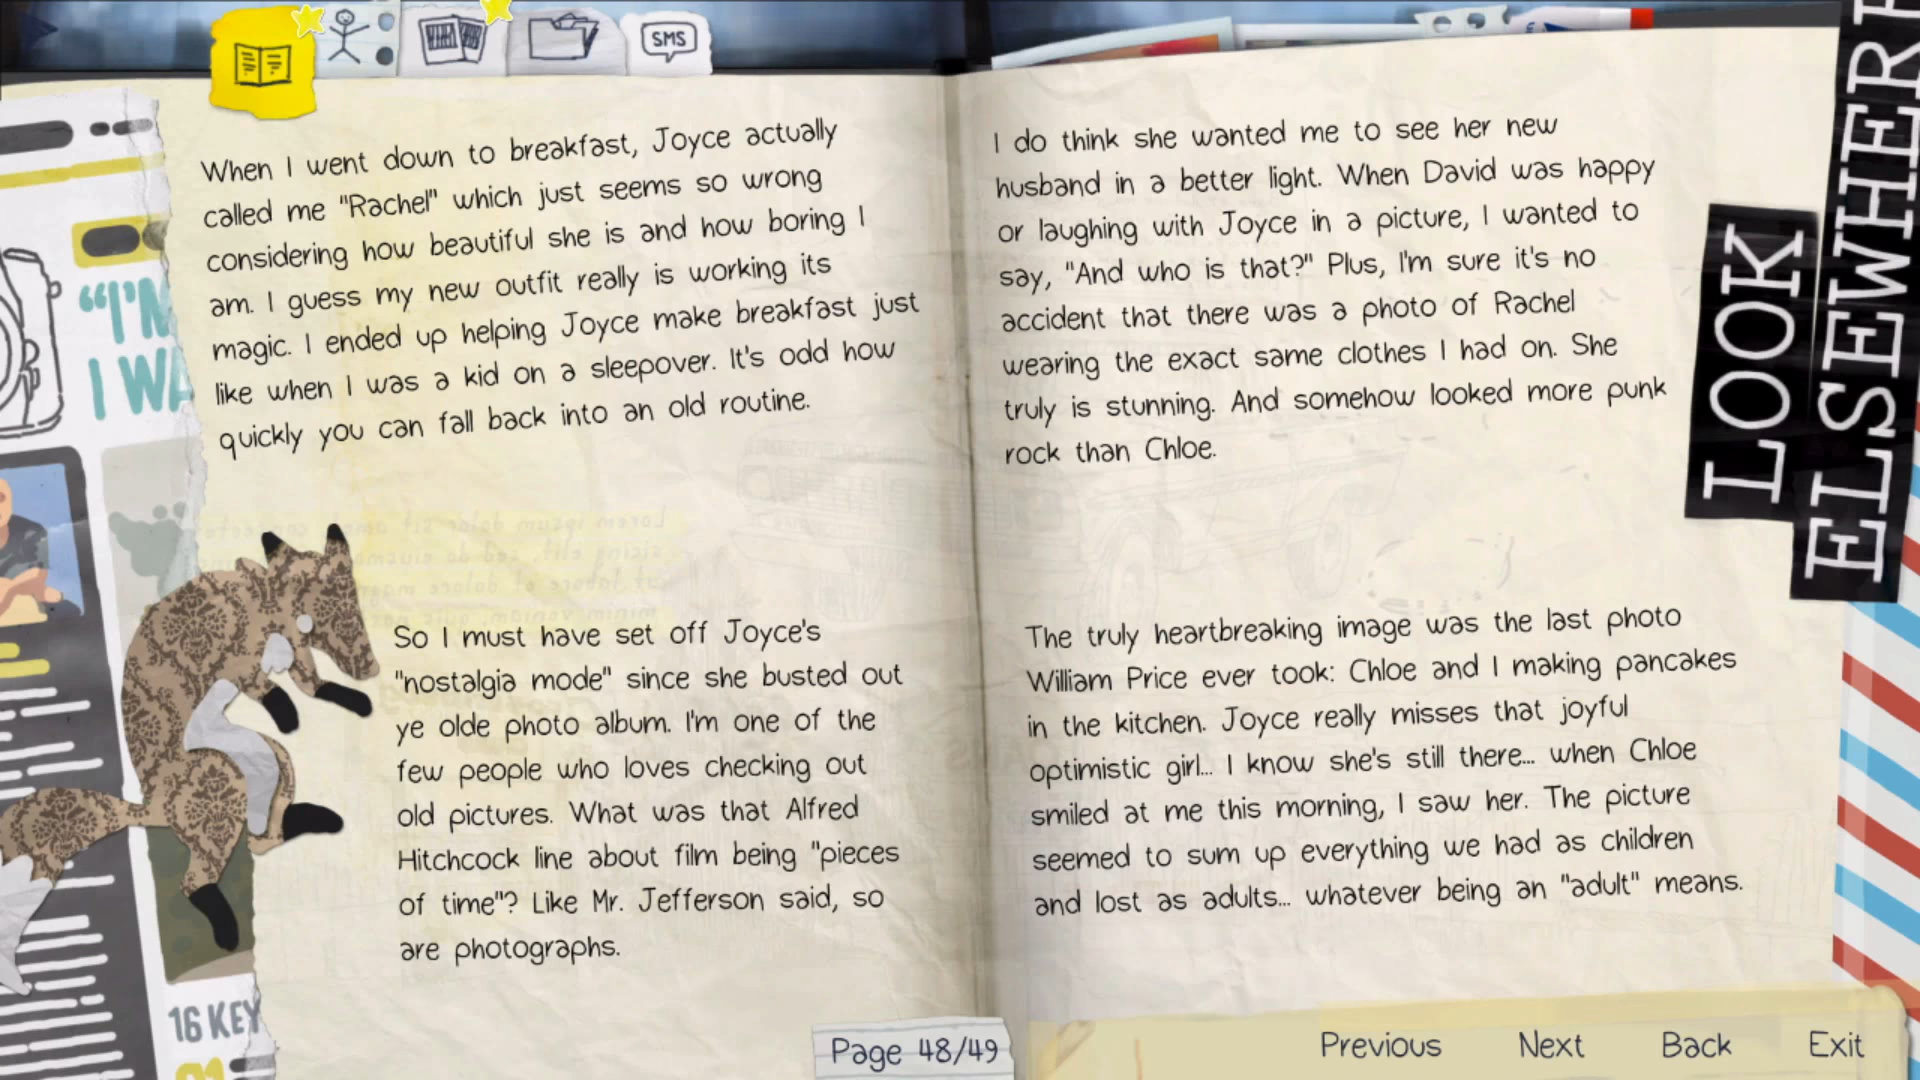 SMS
When I went down to breakfast, Joyce actually
called me "Rachel" which just seems so wrong
considering how beautiful she is and how boring I
am. I guess my new outfit really is working its
magic. I ended up helping Joyce make breakfast just
like when I was a kid on a sleepover. It's odd how
quickly you can fall back into an old routine.
So I must have set off Joyce's
"nostalgia mode" since she busted out
ye olde photo album. I'm one of the
few people who loves checking out
old pictures. What was that Alfred
Hitchcock line about film being "pieces
of time"? Like Mr. Jefferson said, so
are photographs.
I do think she wanted me to see her new
husband in a better light. When David was happy
or laughing with Joyce in a picture, I wanted to
say, "And who is that?" Plus, I'm sure it's no
accident that there was a photo of Rachel
wearing the exact same clothes I had on. She
truly is stunning. And somehow looked more punk
rock than Chloe.
The truly heartbreaking image was the last photo
William Price ever took: Chloe and I making pancakes
in the kitchen. Joyce really misses that joyful
optimistic girl... I know she's still there... when Chloe
smiled at me this morning, I saw her. The picture
seemed to sum up everything we had as children
and lost as adults... whatever being an "adult" means.
LOOK
ELSEWHERE
"I'M
I WA
16 KEY
Page 48/49
Previous Next Back Exit